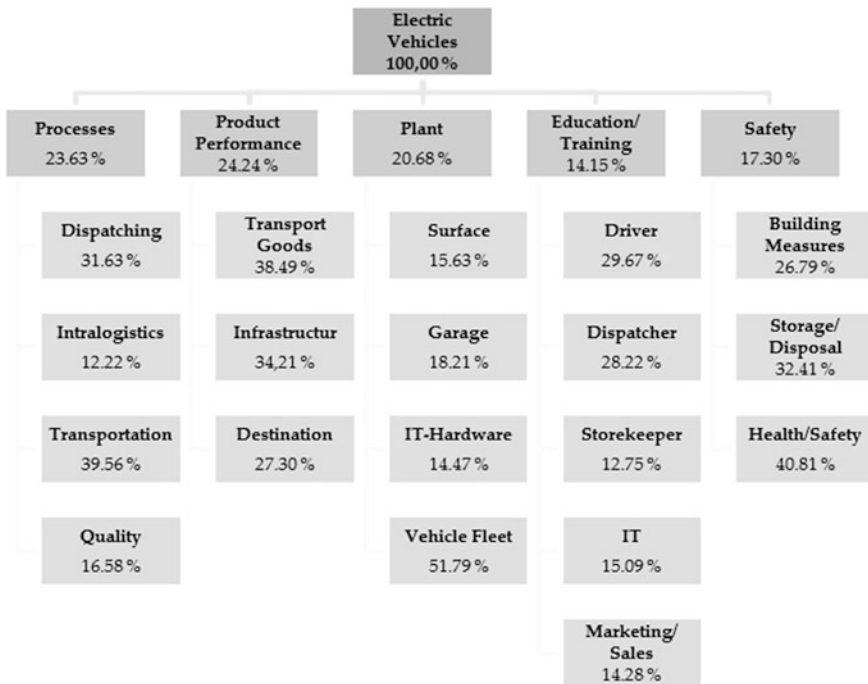 Electric
Vehicles
100,00 %
Processes
23.63 %
Product
Performance
24.24 %
Plant
20.68 %
Education/
Training
14.15 %
Safety
17.30 %
Dispatching
31.63 %
Transport
Goods
38.49 %
Surface
15.63 %
Driver
29.67 %
Building
Measures
26.79 %
Intralogistics
12.22 %
Infrastructur
34,21 %
Garage
18.21 %
Dispatcher
28.22 %
Storage/
Disposal
32.41 %
Transportation
39.56 %
Destination
27.30 %
IT-Hardware
14.47 %
Storekeeper
12.75 %
Health/Safety
40.81 %
Quality
16.58 %
Vehicle Fleet
51.79 %
IT
15.09 %
Marketing/
Sales
14.28 %